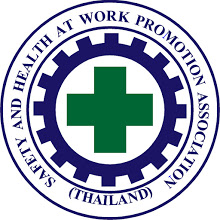 SAFETY AND HEALTH AT WORK PROMOTION ASSOCIATION
(THAILAND)